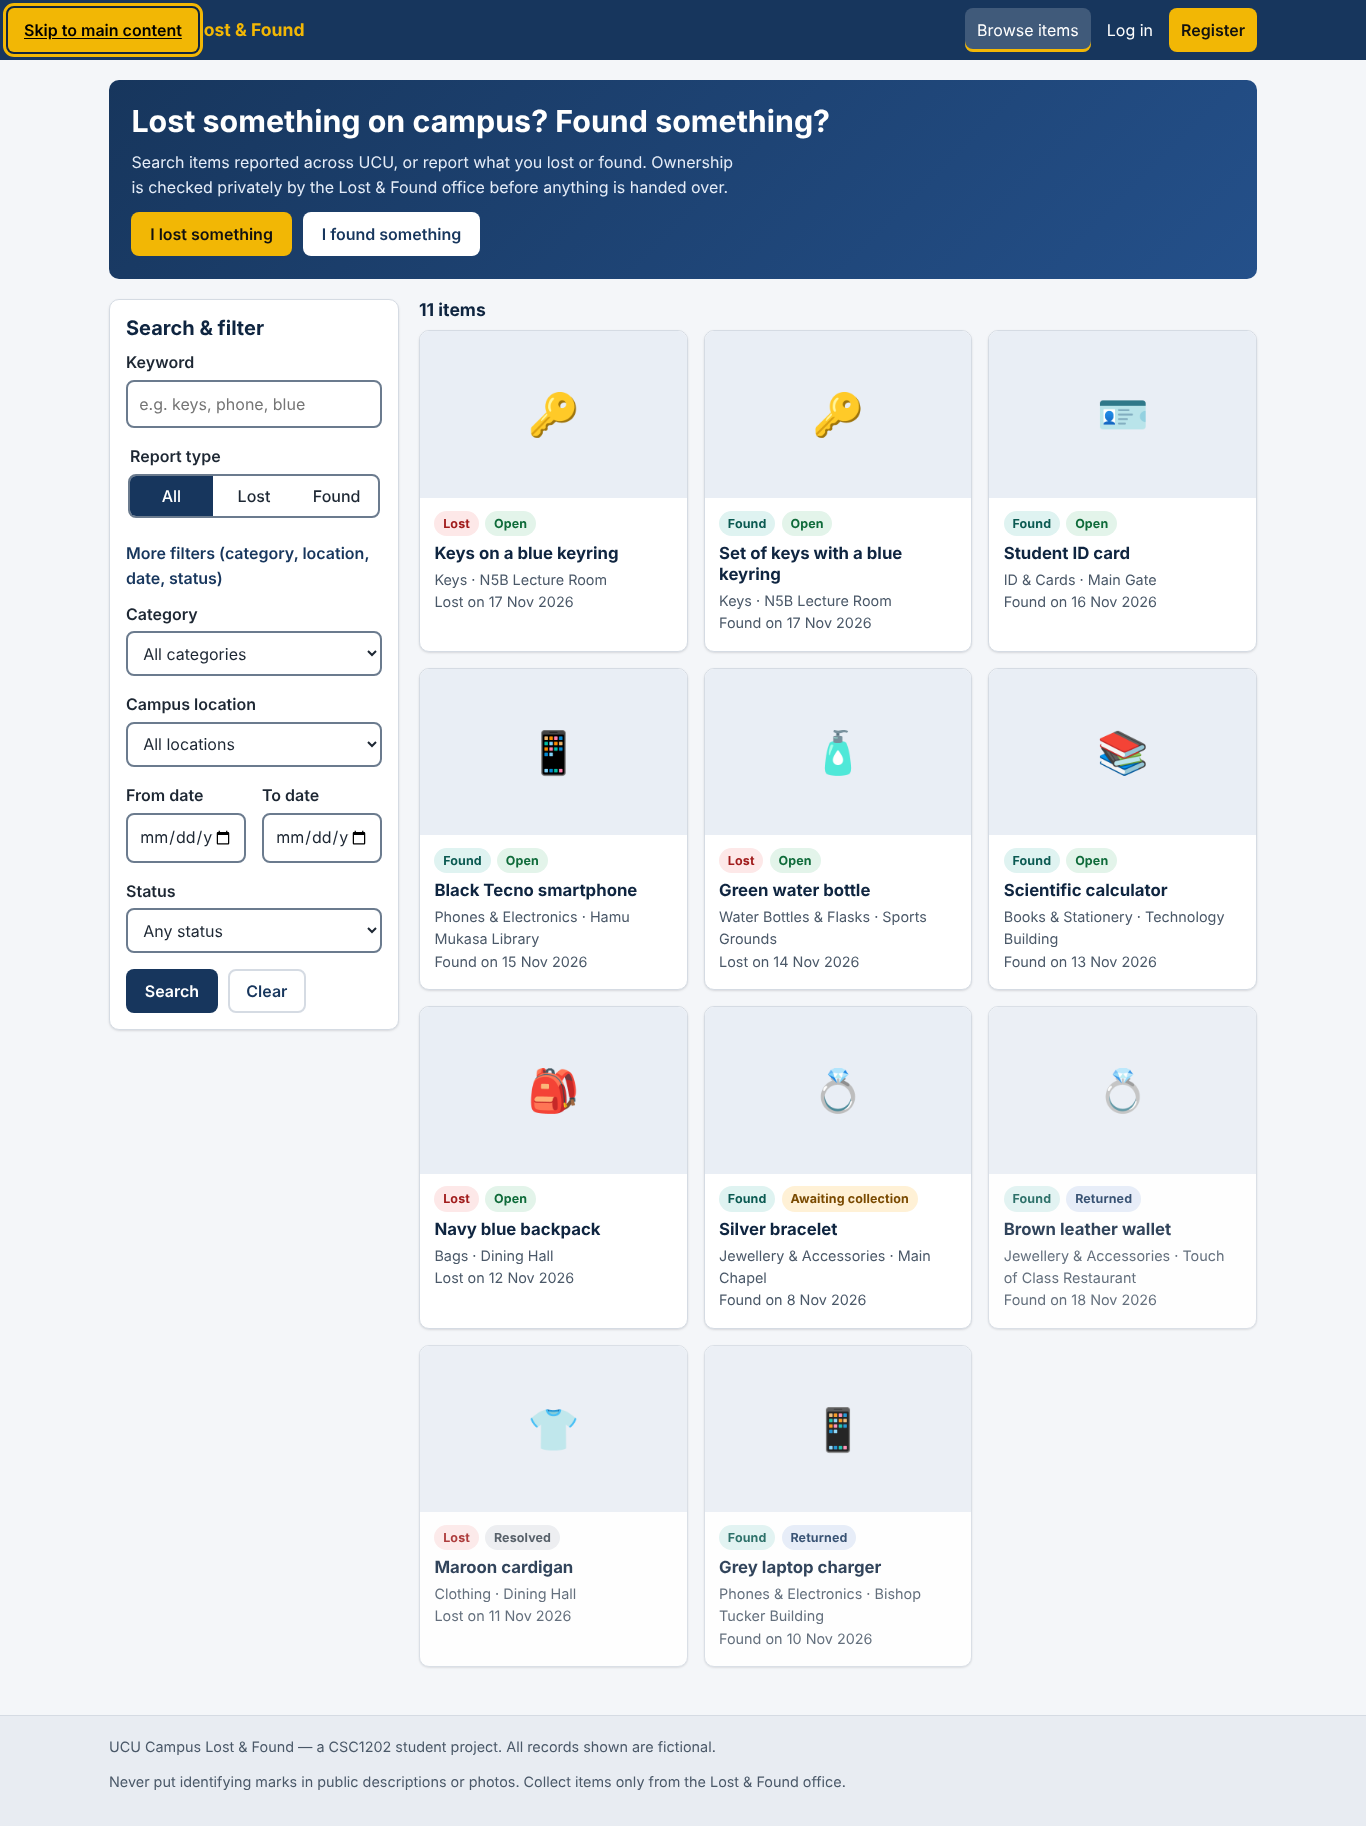 Skip to main content
ost & Found
Browse items
Log in
Register
Lost something on campus? Found something?
Search items reported across UCU, or report what you lost or found. Ownership
is checked privately by the Lost & Found office before anything is handed over.
I lost something
I found something
Search & filter
Keyword
e.g. keys, phone, blue
Report type
All
Lost
Found
More filters (category, location,
date, status)
Category
All categories
Campus location
All locations
From date
To date
mm/dd/y
mm/dd/y
Status
Any status
Search
Clear
11 items
Lost
Open
Keys on a blue keyring
Keys · N5B Lecture Room
Lost on 17 Nov 2026
Found
Open
Set of keys with a blue
keyring
Keys · N5B Lecture Room
Found on 17 Nov 2026
Found
Open
Student ID card
ID & Cards · Main Gate
Found on 16 Nov 2026
Found
Open
Black Tecno smartphone
Phones & Electronics · Hamu
Mukasa Library
Found on 15 Nov 2026
Lost
Open
Green water bottle
Water Bottles & Flasks · Sports
Grounds
Lost on 14 Nov 2026
Found
Open
Scientific calculator
Books & Stationery · Technology
Building
Found on 13 Nov 2026
Lost
Open
Navy blue backpack
Bags · Dining Hall
Lost on 12 Nov 2026
Found
Awaiting collection
Silver bracelet
Jewellery & Accessories · Main
Chapel
Found on 8 Nov 2026
Found
Returned
Brown leather wallet
Jewellery & Accessories · Touch
of Class Restaurant
Found on 18 Nov 2026
Lost
Resolved
Maroon cardigan
Clothing · Dining Hall
Lost on 11 Nov 2026
Found
Returned
Grey laptop charger
Phones & Electronics · Bishop
Tucker Building
Found on 10 Nov 2026
UCU Campus Lost & Found — a CSC1202 student project. All records shown are fictional.
Never put identifying marks in public descriptions or photos. Collect items only from the Lost & Found office.